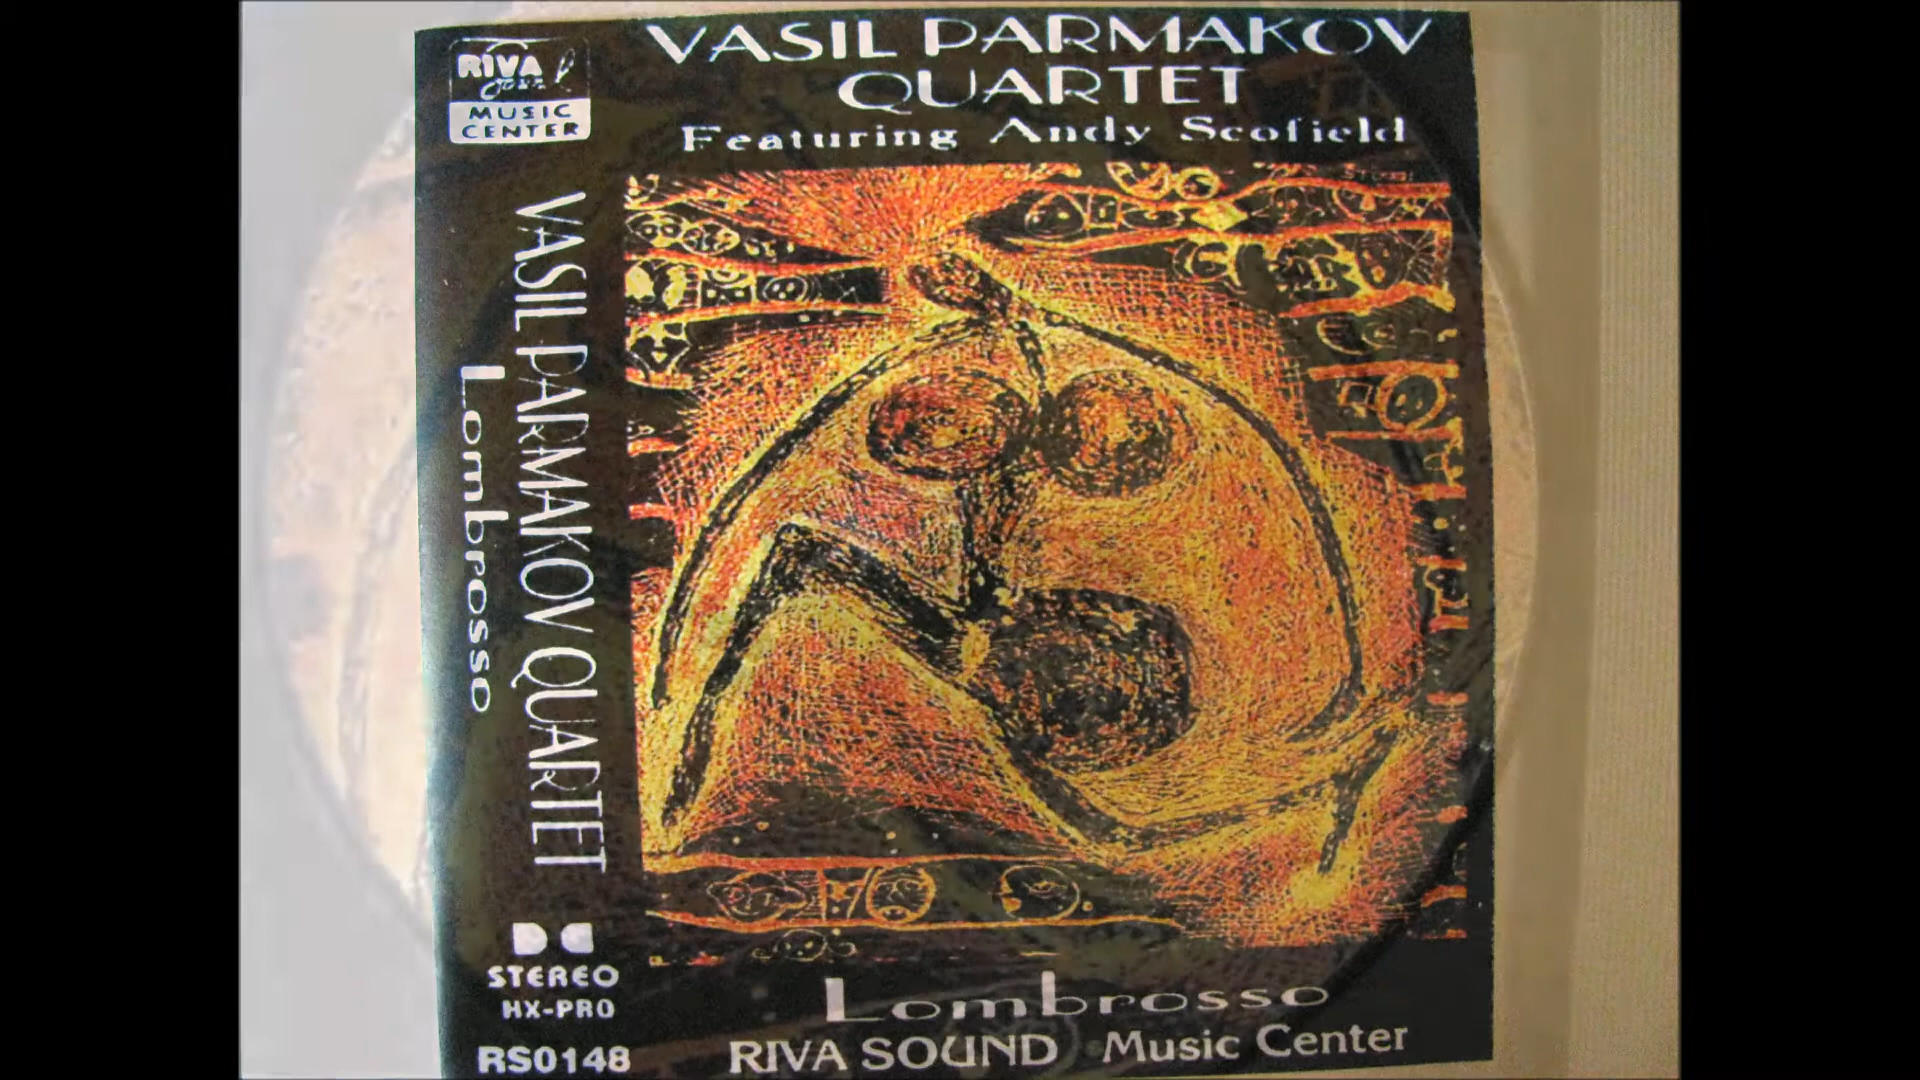 RIVA
jazz
MUSIC
CENTER
VASIL PARMAKOV
QUARTET
Featuring Andy Scofield
VASIL PARMAKOV QUARTET
Lombrosso
STEREO
HX-PRO
RS0148
Lombrosso
RIVA SOUND Music Center